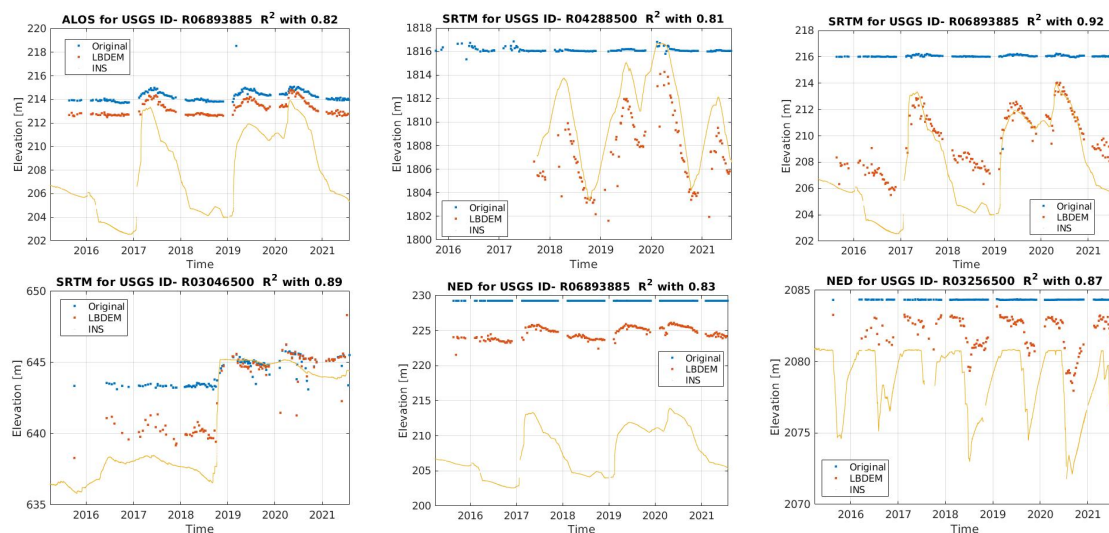 ALOS for USGS ID- R06893885 R² with 0.82
220
218
216
214
212
210
208
206
204
202
Elevation [m]
Original
LBDEM
INS
2016 2017 2018 2019 2020 2021
Time
SRTM for USGS ID- R04288500 R² with 0.81
1818
1816
1814
1812
1810
1808
1806
1804
1802
1800
Elevation [m]
Original
LBDEM
INS
2016 2017 2018 2019 2020 2021
Time
SRTM for USGS ID- R06893885 R² with 0.92
218
216
214
212
210
208
206
204
202
Elevation [m]
Original
LBDEM
INS
2016 2017 2018 2019 2020 2021
Time
SRTM for USGS ID- R03046500 R² with 0.89
650
645
640
635
Elevation [m]
Original
LBDEM
INS
2016 2017 2018 2019 2020 2021
Time
NED for USGS ID- R06893885 R² with 0.83
230
225
220
215
210
205
200
Elevation [m]
Original
LBDEM
INS
2016 2017 2018 2019 2020 2021
Time
NED for USGS ID- R03256500 R² with 0.87
2085
2080
2075
2070
Elevation [m]
Original
LBDEM
INS
2016 2017 2018 2019 2020 2021
Time